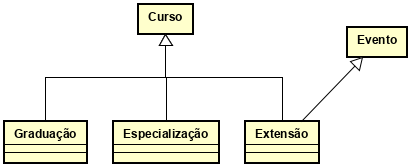 Curso
Evento
Graduação
Especialização
Extensão